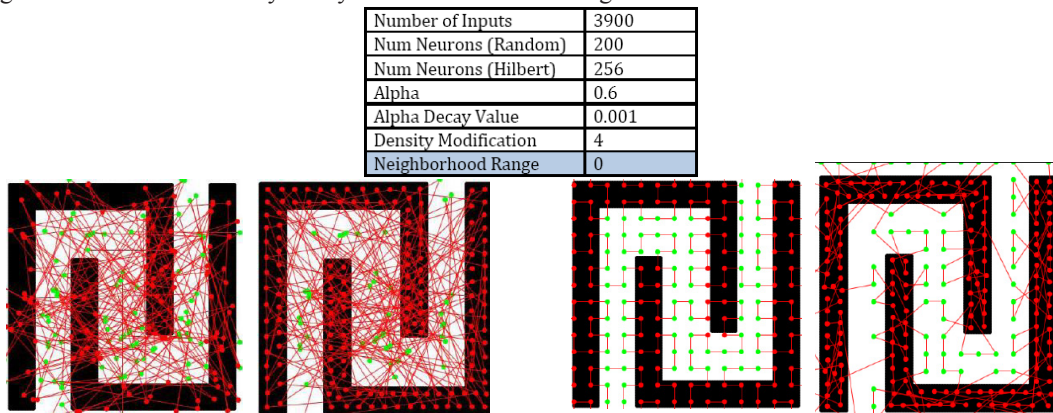 Number of Inputs 3900
Num Neurons (Random) 200
Num Neurons (Hilbert) 256
Alpha 0.6
Alpha Decay Value 0.001
Density Modification 4
Neighborhood Range 0